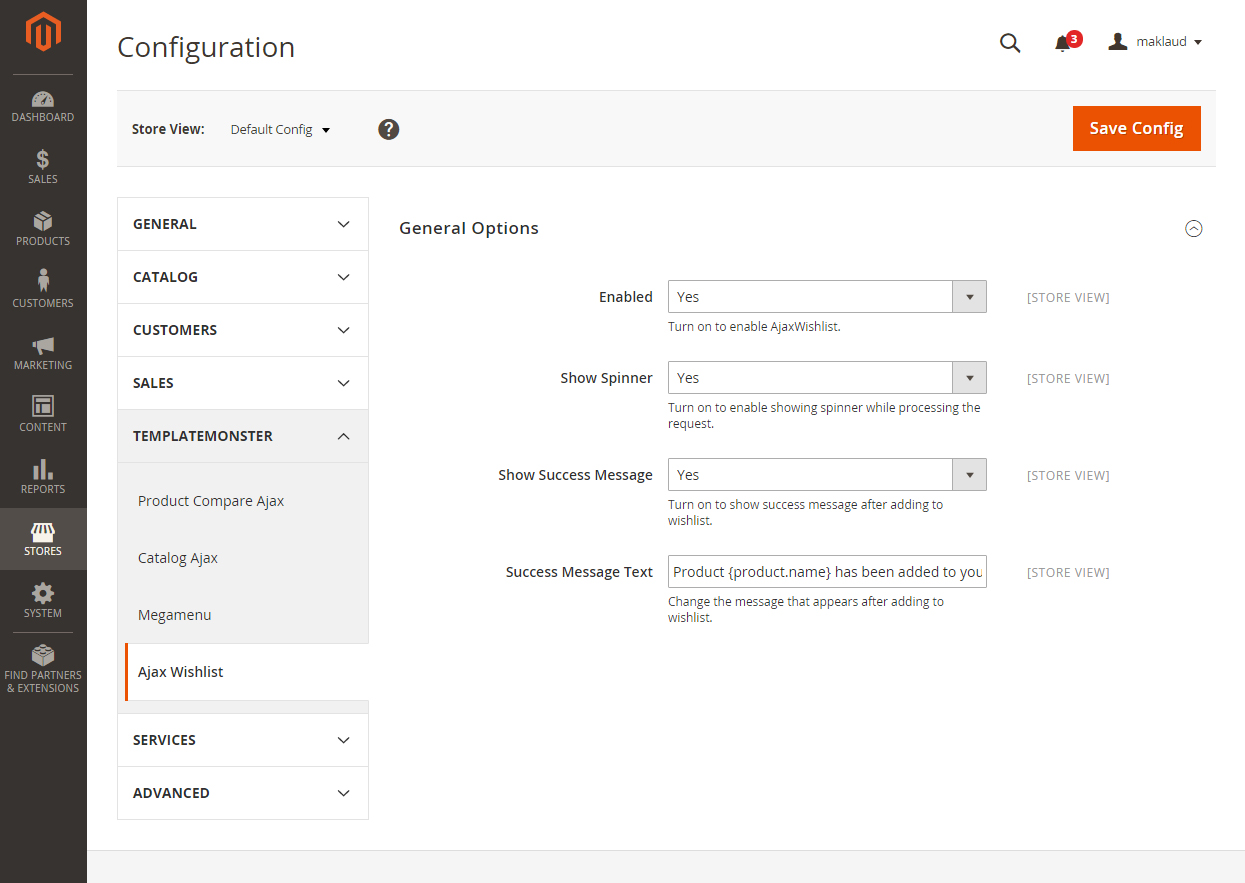 Configuration
3
maklaud
DASHBOARD
SALES
PRODUCTS
CUSTOMERS
MARKETING
CONTENT
REPORTS
STORES
SYSTEM
FIND PARTNERS
& EXTENSIONS
Store View:
Default Config
?
Save Config
GENERAL
CATALOG
CUSTOMERS
SALES
TEMPLATEMONSTER
Product Compare Ajax
Catalog Ajax
Megamenu
Ajax Wishlist
SERVICES
ADVANCED
General Options
Enabled
Yes
[STORE VIEW]
Turn on to enable AjaxWishlist.
Show Spinner
Yes
[STORE VIEW]
Turn on to enable showing spinner while processing the
request.
Show Success Message
Yes
[STORE VIEW]
Turn on to show success message after adding to
wishlist.
Success Message Text
Product {product.name} has been added to you
[STORE VIEW]
Change the message that appears after adding to
wishlist.